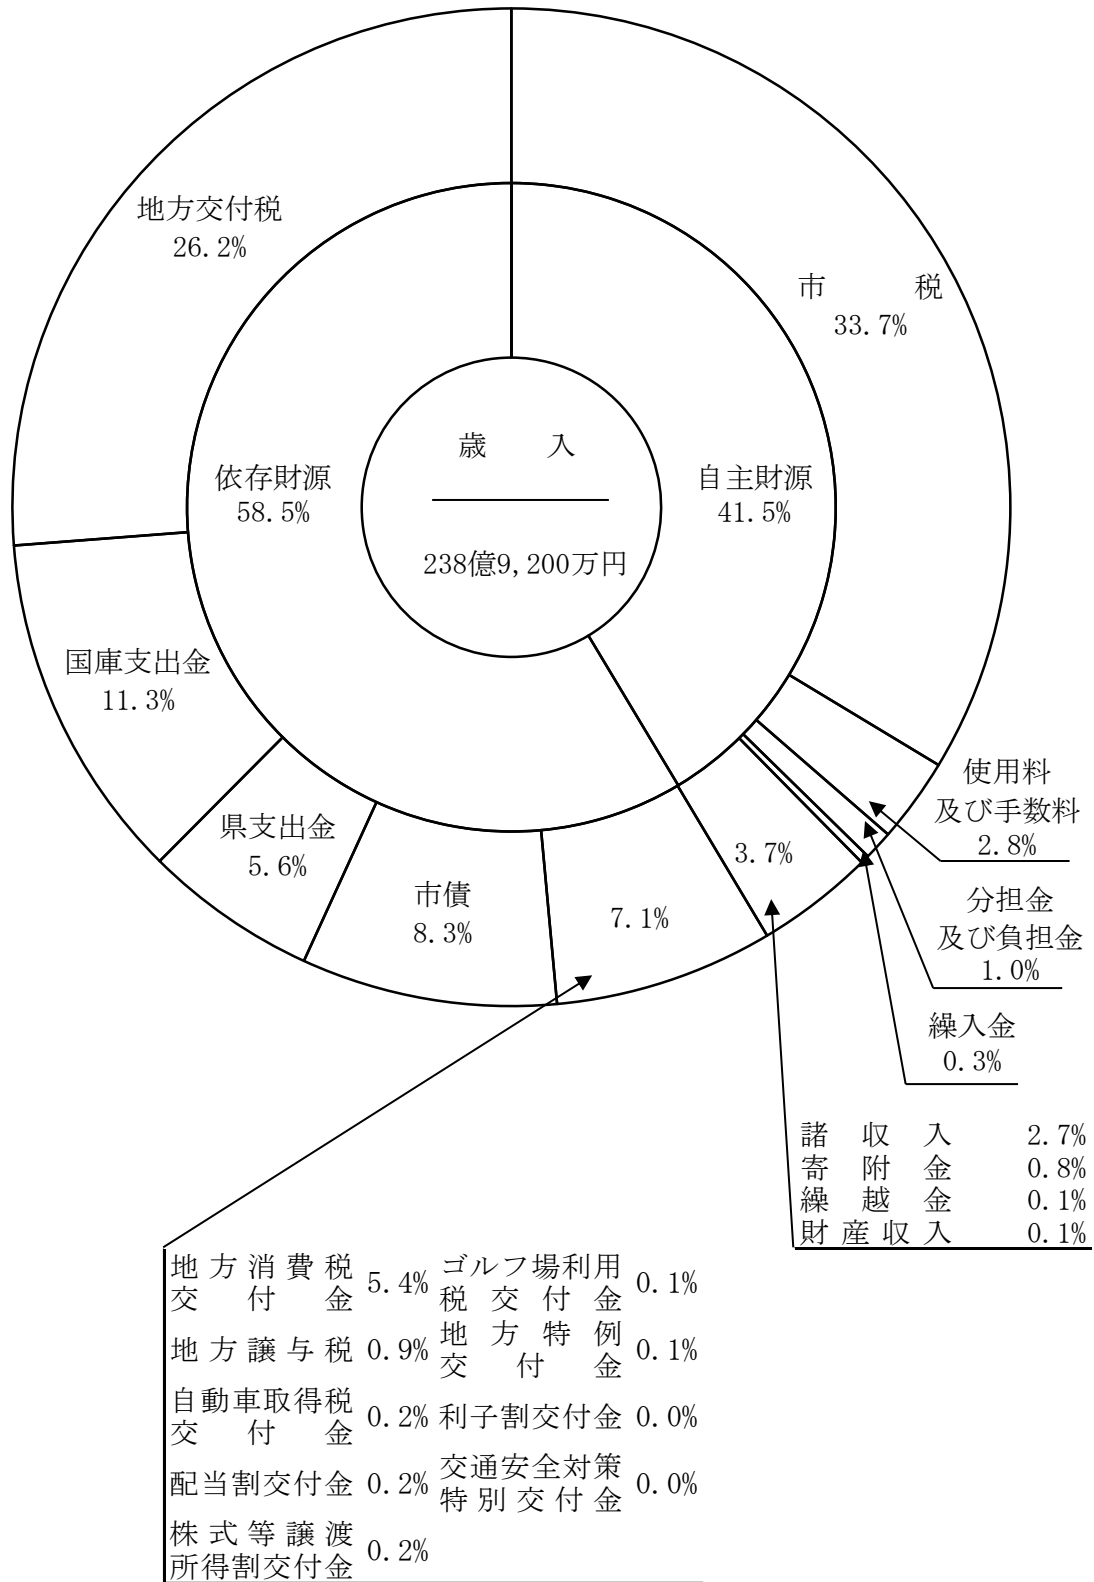 地方交付税
26.2%
市 税
33.7%
歳 入
238億9,200万円
依存財源
58.5%
自主財源
41.5%
国庫支出金
11.3%
県支出金
5.6%
市債
8.3%
7.1%
3.7%
使用料
及び手数料
2.8%
分担金
及び負担金
1.0%
繰入金
0.3%
諸収入 2.7%
寄附金 0.8%
繰越金 0.1%
財産収入 0.1%
地方消費税
交付金 5.4%
ゴルフ場利用
税交付金 0.1%
地方譲与税 0.9%
地方特例
交付金 0.1%
自動車取得税
交付金 0.2%
利子割交付金 0.0%
配当割交付金 0.2%
交通安全対策
特別交付金 0.0%
株式等譲渡
所得割交付金 0.2%